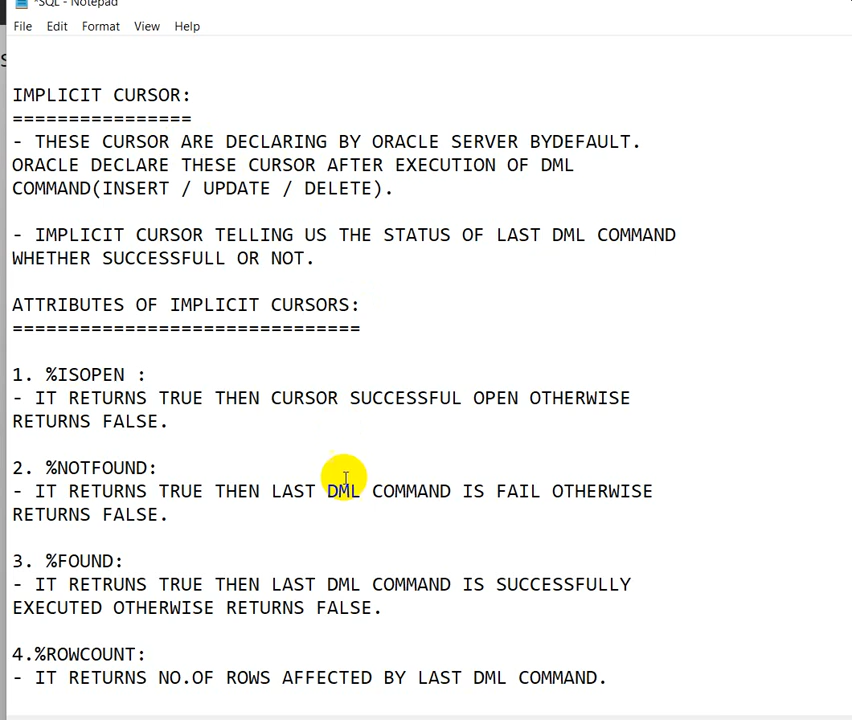 *SQL - Notepad
File Edit Format View Help
IMPLICIT CURSOR:
================
- THESE CURSOR ARE DECLARING BY ORACLE SERVER BYDEFAULT.
ORACLE DECLARE THESE CURSOR AFTER EXECUTION OF DML
COMMAND(INSERT / UPDATE / DELETE).
- IMPLICIT CURSOR TELLING US THE STATUS OF LAST DML COMMAND
WHETHER SUCCESSFULL OR NOT.
ATTRIBUTES OF IMPLICIT CURSORS:
===============================
1. %ISOPEN :
- IT RETURNS TRUE THEN CURSOR SUCCESSFUL OPEN OTHERWISE
RETURNS FALSE.
2. %NOTFOUND:
- IT RETURNS TRUE THEN LAST DML COMMAND IS FAIL OTHERWISE
RETURNS FALSE.
3. %FOUND:
- IT RETRUNS TRUE THEN LAST DML COMMAND IS SUCCESSFULLY
EXECUTED OTHERWISE RETURNS FALSE.
4.%ROWCOUNT:
- IT RETURNS NO.OF ROWS AFFECTED BY LAST DML COMMAND.